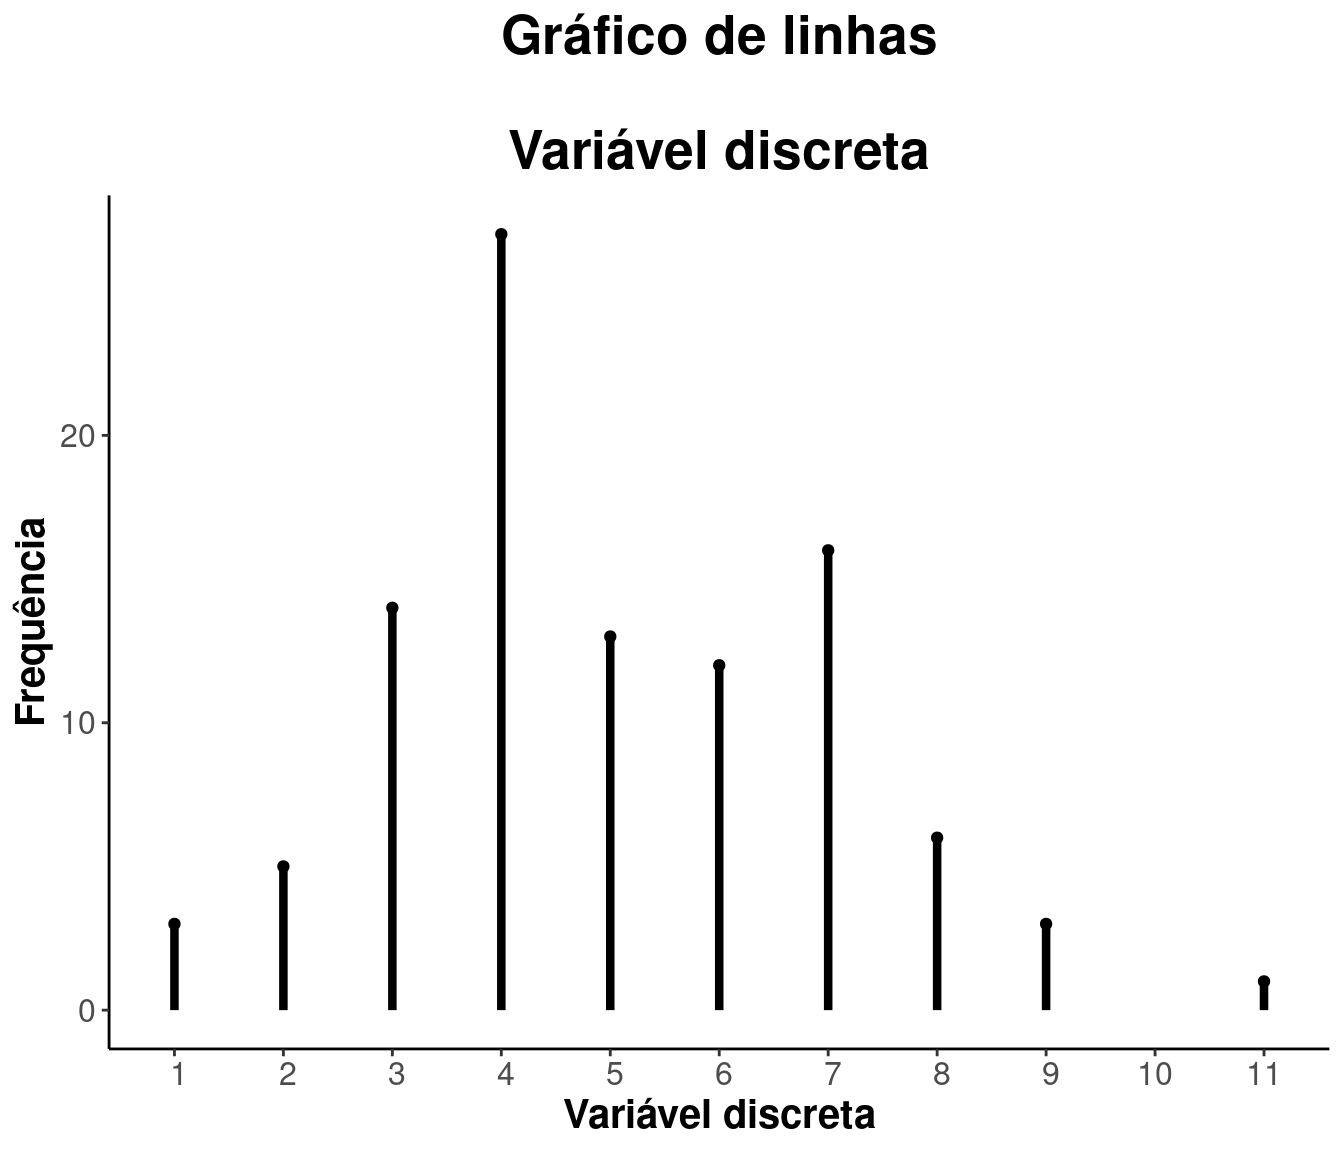 Gráfico de linhas
Variável discreta
Frequência
20
10
0
1 2 3 4 5 6 7 8 9 10 11
Variável discreta